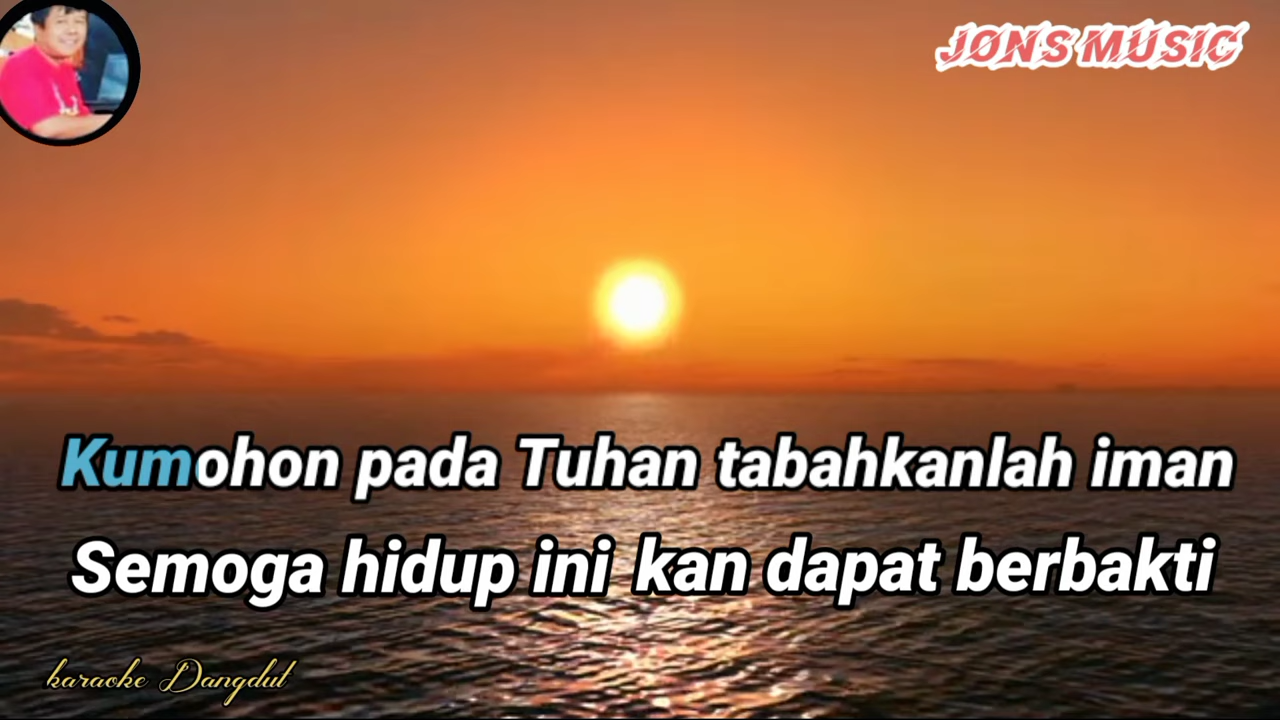 JONS MUSIC
Kumohon pada Tuhan tabahkanlah iman
Semoga hidup ini kan dapat berbakti
karaoke Dangdut